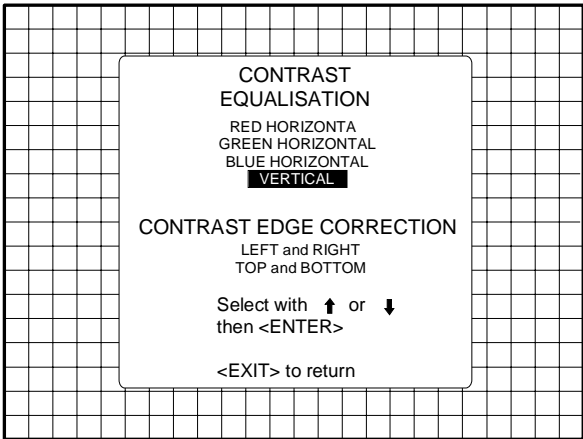 CONTRAST
EQUALISATION
RED HORIZONTA
GREEN HORIZONTAL
BLUE HORIZONTAL
VERTICAL
CONTRAST EDGE CORRECTION
LEFT and RIGHT
TOP and BOTTOM
Select with ⬆ or ⬇
then <ENTER>
<EXIT> to return